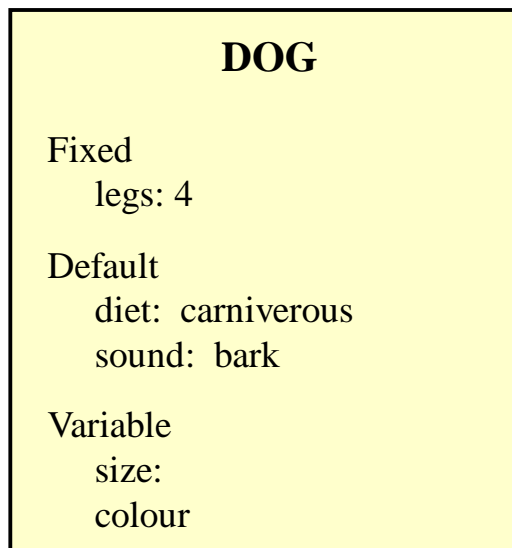 DOG
Fixed
legs: 4
Default
diet: carniverous
sound: bark
Variable
size:
colour